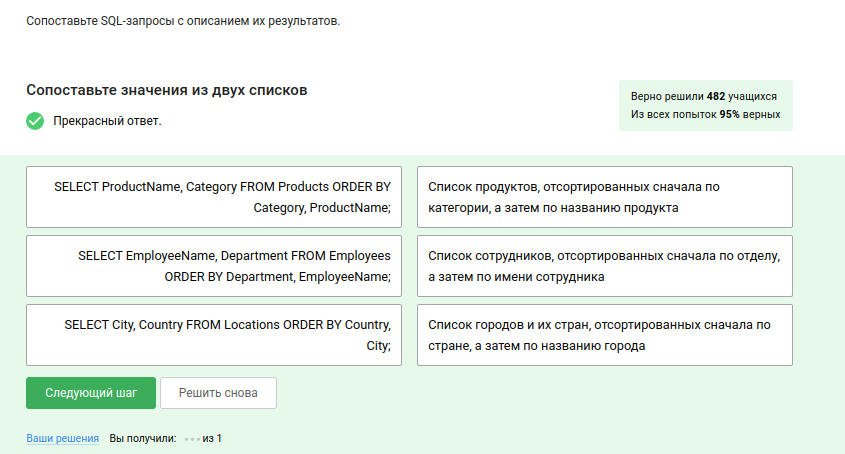 Сопоставьте SQL-запросы с описанием их результатов.
Сопоставьте значения из двух списков
Верно решили 482 учащихся
Из всех попыток 95% верных
Прекрасный ответ.
SELECT ProductName, Category FROM Products ORDER BY
Category, ProductName;
Список продуктов, отсортированных сначала по
категории, а затем по названию продукта
SELECT EmployeeName, Department FROM Employees
ORDER BY Department, EmployeeName;
Список сотрудников, отсортированных сначала по отделу,
а затем по имени сотрудника
SELECT City, Country FROM Locations ORDER BY Country,
City;
Список городов и их стран, отсортированных сначала по
стране, а затем по названию города
Следующий шаг
Решить снова
Ваши решения Вы получили: из 1